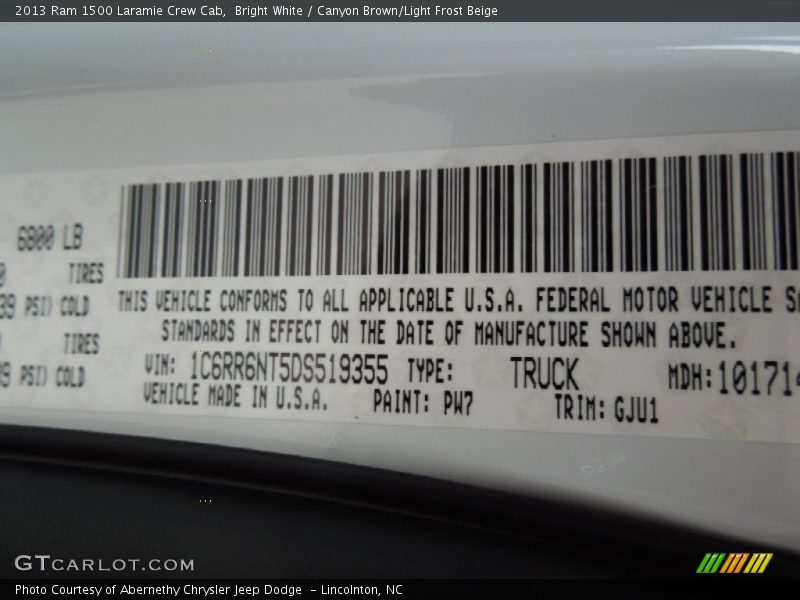 2013 Ram 1500 Laramie Crew Cab,  Bright White / Canyon Brown/Light Frost Beige
6800 LB
TIRES
39 PSI) COLD
TIRES
39 PSI) COLD
THIS VEHICLE CONFORMS TO ALL APPLICABLE U.S.A. FEDERAL MOTOR VEHICLE
STANDARDS IN EFFECT ON THE DATE OF MANUFACTURE SHOWN ABOVE.
VIN: 1C6RR6NT5DS519355 TYPE: TRUCK MDH: 101714
VEHICLE MADE IN U.S.A. PAINT: PW7 TRIM: GJU1
GTCARLOT.COM
Photo Courtesy of Abernethy Chrysler Jeep Dodge  - Lincolnton, NC